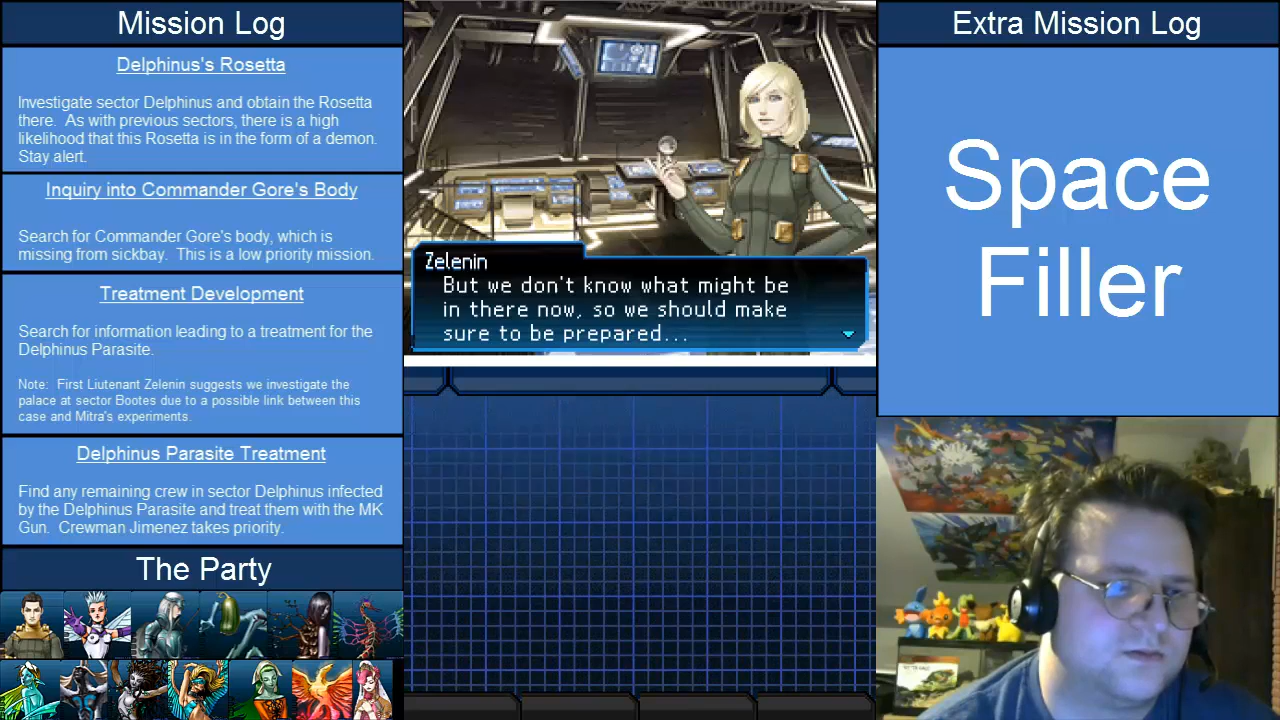 Mission Log
Delphinus's Rosetta
Investigate sector Delphinus and obtain the Rosetta
there.  As with previous sectors, there is a high
likelihood that this Rosetta is in the form of a demon.
Stay alert.
Inquiry into Commander Gore's Body
Search for Commander Gore's body, which is
missing from sickbay.  This is a low priority mission.
Treatment Development
Search for information leading to a treatment for the
Delphinus Parasite.
Note:  First Liutenant Zelenin suggests we investigate the
palace at sector Bootes due to a possible link between this
case and Mitra's experiments.
Delphinus Parasite Treatment
Find any remaining crew in sector Delphinus infected
by the Delphinus Parasite and treat them with the MK
Gun.  Crewman Jimenez takes priority.
The Party
Zelenin
But we don't know what might be
in there now, so we should make
sure to be prepared...
Extra Mission Log
Space
Filler